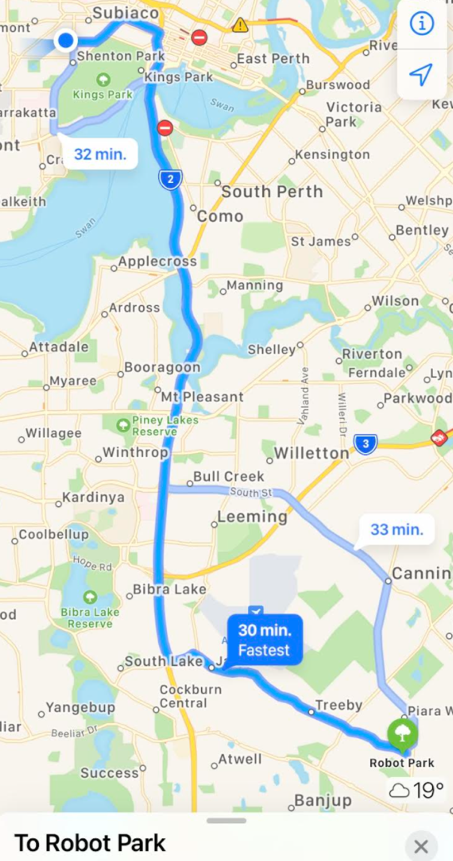 Subiaco
mont
Shenton Park
East Perth
Rive
Kings Park
Kings Park
Burswood
Swan
Victoria
Park
Kew
arrakatta
ont
32 min.
Cr
Kensington
2
South Perth
alkeith
Welshp
Como
Swan
St James
Bentley
Applecross
Manning
Wilson
Ardross
Attadale
Shelley
Riverton
Booragoon
Ferndale
Lyn
Myaree
Mt Pleasant
Vahland Ave
Willeri Dr
Parkwood
Piney Lakes
Reserve
Willagee
3
Winthrop
Willetton
Bull Creek
South St
Kardinya
Leeming
33 min.
Coolbellup
Hope Rd
Cannin
Bibra Lake
Bibra Lake
Reserve
od
30 min.
Fastest
South Lake
Ja
Cockburn
Central
Treeby
Yangebup
Piara W
liar
Beeliar Dr
Robot Park
Atwell
Success
19°
Banjup
To Robot Park